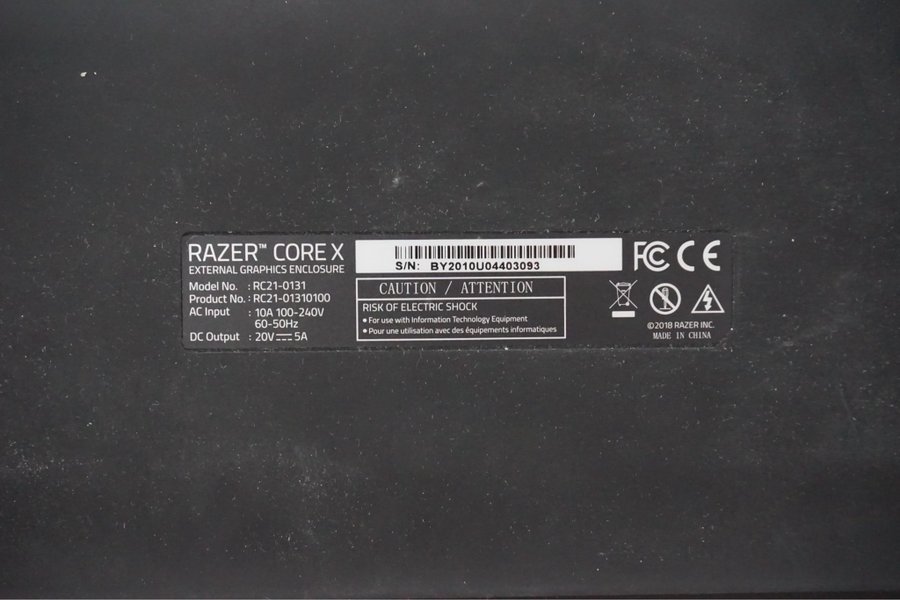 RAZER™ CORE X
EXTERNAL GRAPHICS ENCLOSURE
Model No. : RC21-0131
Product No. : RC21-01310100
AC Input : 10A 100-240V
60-50Hz
DC Output : 20V⎓5A
S/N: BY2010U04403093
CAUTION / ATTENTION
RISK OF ELECTRIC SHOCK
• For use with Information Technology Equipment
• Pour une utilisation avec des équipements informatiques
FC CE
©2018 RAZER INC.
MADE IN CHINA